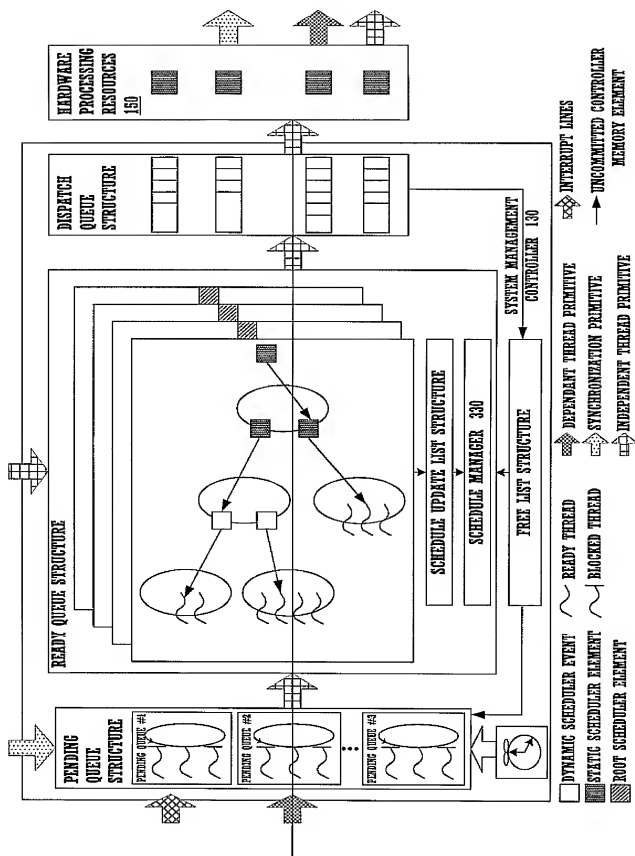 PENDING
QUEUE
STRUCTURE
PENDING QUEUE #1
PENDING QUEUE #2
PENDING QUEUE #3
READY QUEUE STRUCTURE
SCHEDULE UPDATE LIST STRUCTURE
SCHEDULE MANAGER 330
FREE LIST STRUCTURE
SYSTEM MANAGEMENT
CONTROLLER 130
DISPATCH
QUEUE
STRUCTURE
HARDWARE
PROCESSING
RESOURCES
150
DYNAMIC SCHEDULER EVENT
STATIC SCHEDULER ELEMENT
ROOT SCHEDULER ELEMENT
READY THREAD
BLOCKED THREAD
DEPENDANT THREAD PRIMITIVE
SYNCHRONIZATION PRIMITIVE
INDEPENDENT THREAD PRIMITIVE
INTERRUPT LINES
UNCOMMITTED CONTROLLER
MEMORY ELEMENT